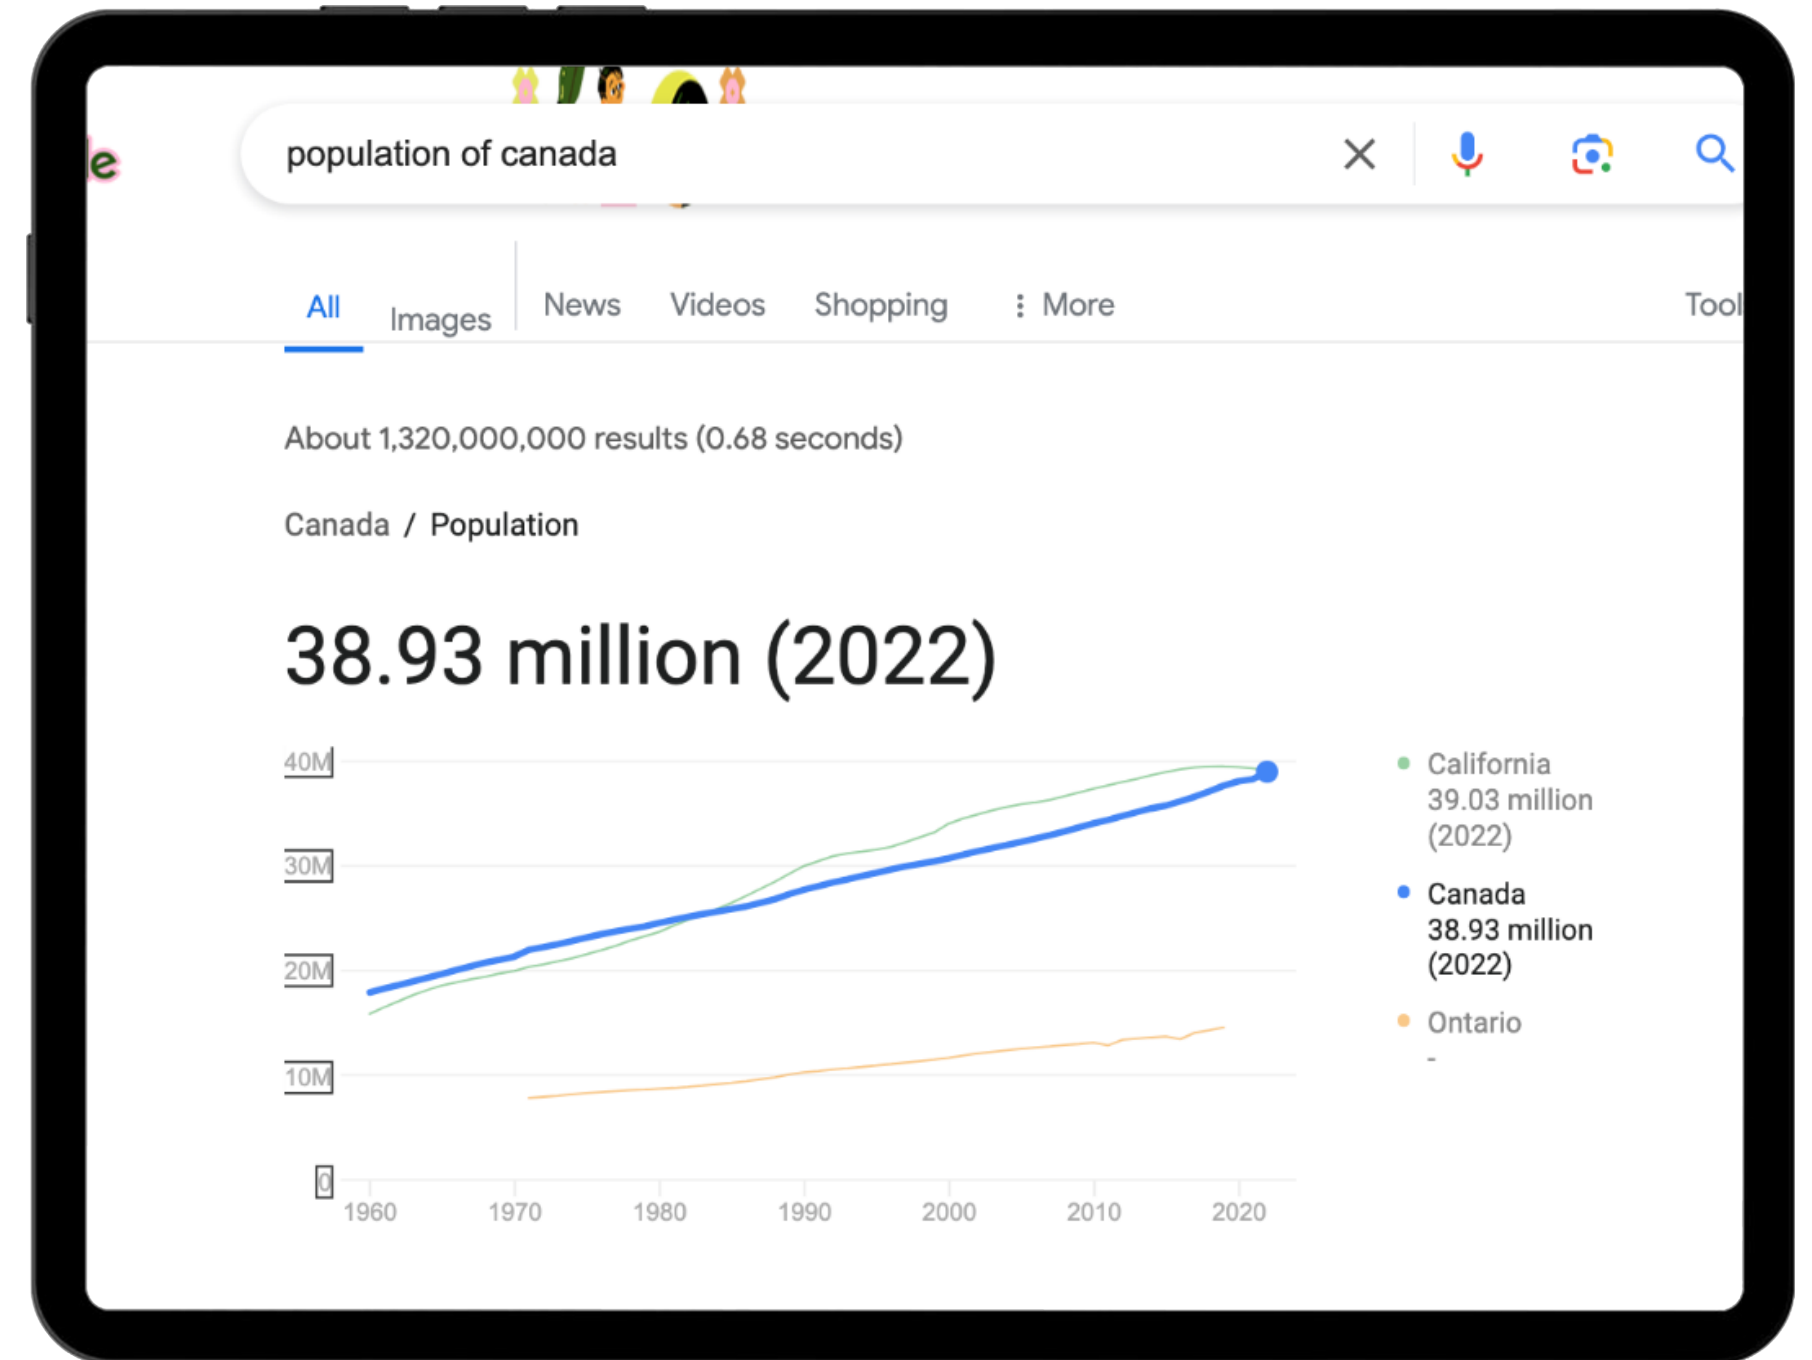 e
population of canada
All Images News Videos Shopping More Tool
About 1,320,000,000 results (0.68 seconds)
Canada / Population
38.93 million (2022)
40M
30M
20M
10M
0
1960 1970 1980 1990 2000 2010 2020
California
39.03 million
(2022)
Canada
38.93 million
(2022)
Ontario
-